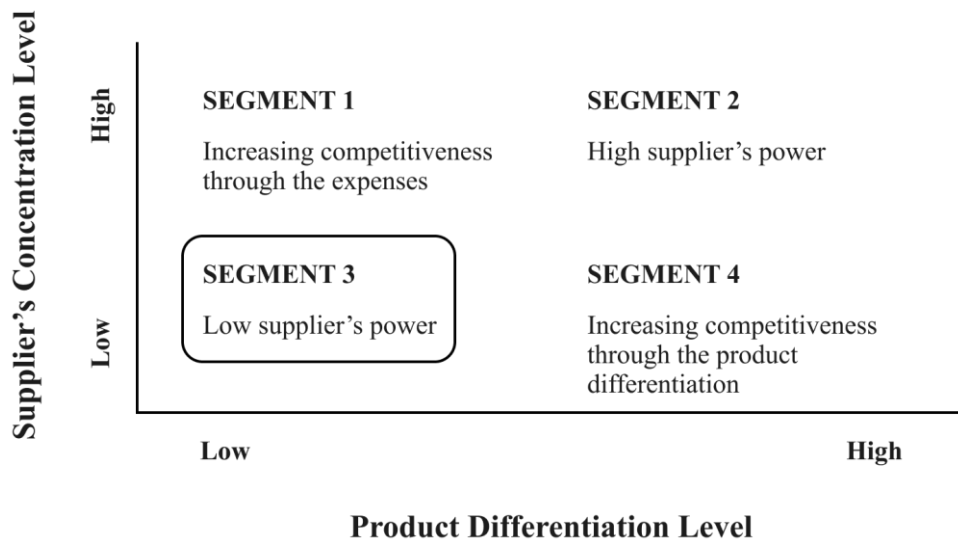 Supplier's Concentration Level
High
Low
SEGMENT 1
Increasing competitiveness
through the expenses
SEGMENT 2
High supplier's power
SEGMENT 3
Low supplier's power
SEGMENT 4
Increasing competitiveness
through the product
differentiation
Low
High
Product Differentiation Level